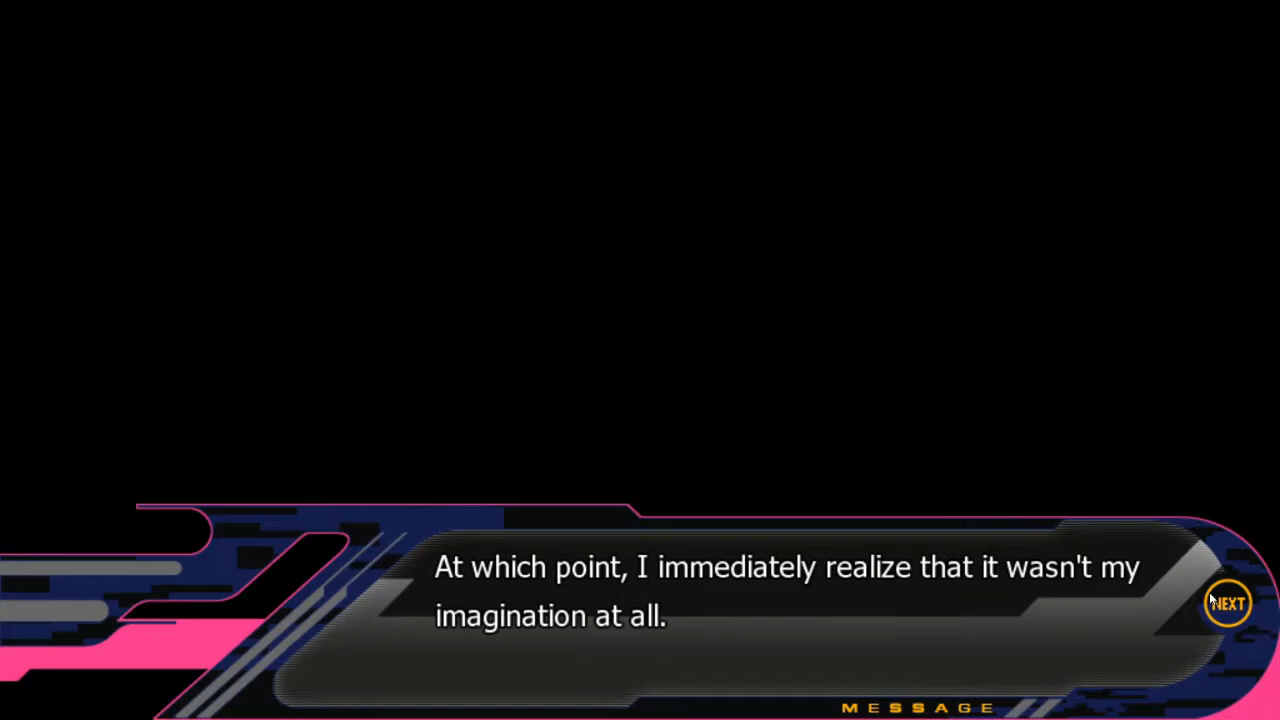 At which point, I immediately realize that it wasn't my
imagination at all.
NEXT
MESSAGE